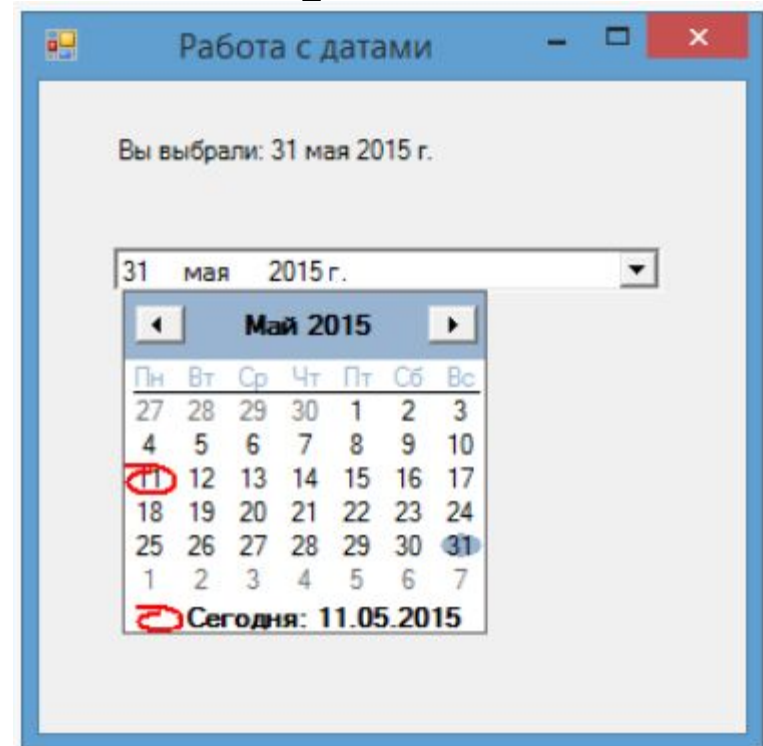 Работа с датами
Вы выбрали: 31 мая 2015 г.
31 мая 2015 г.
Май 2015
Пн Вт Ср Чт Пт Сб Вс
27 28 29 30 1 2 3
4 5 6 7 8 9 10
11 12 13 14 15 16 17
18 19 20 21 22 23 24
25 26 27 28 29 30 31
1 2 3 4 5 6 7
Сегодня: 11.05.2015